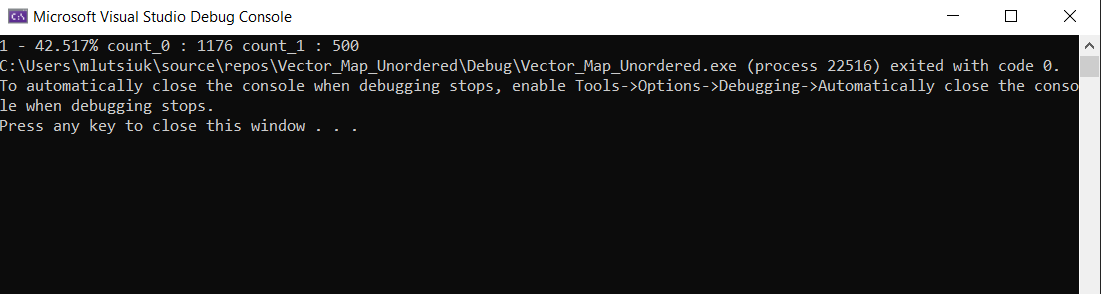 Microsoft Visual Studio Debug Console
1 - 42.517% count_0 : 1176 count_1 : 500
C:\Users\mlutsiuk\source\repos\Vector_Map_Unordered\Debug\Vector_Map_Unordered.exe (process 22516) exited with code 0.
To automatically close the console when debugging stops, enable Tools->Options->Debugging->Automatically close the conso
le when debugging stops.
Press any key to close this window . . .